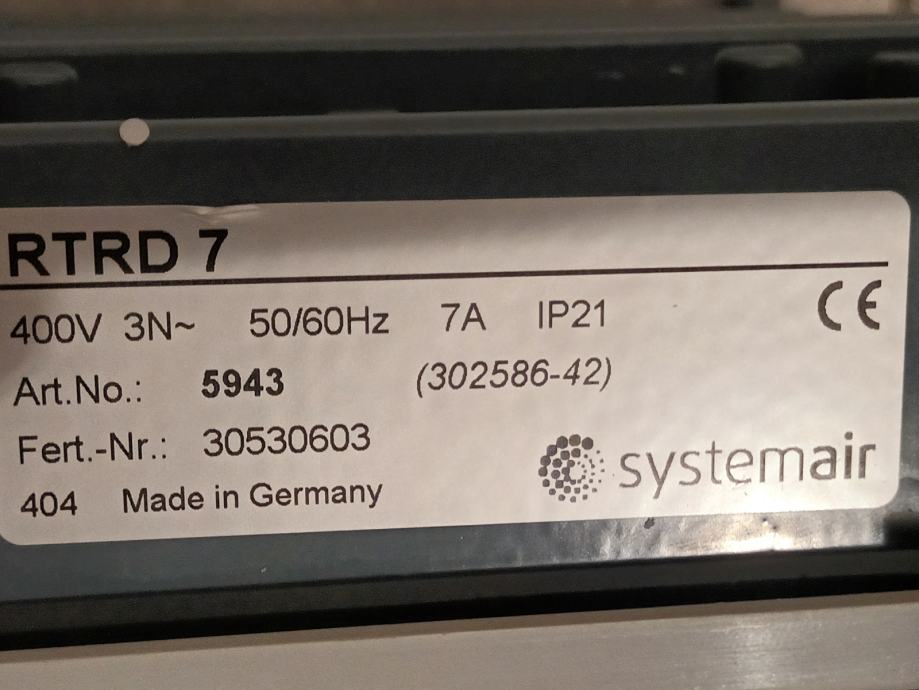 RTRD 7
400V 3N~ 50/60Hz 7A IP21 CE
Art.No.: 5943 (302586-42)
Fert.-Nr.: 30530603
systemair
404 Made in Germany